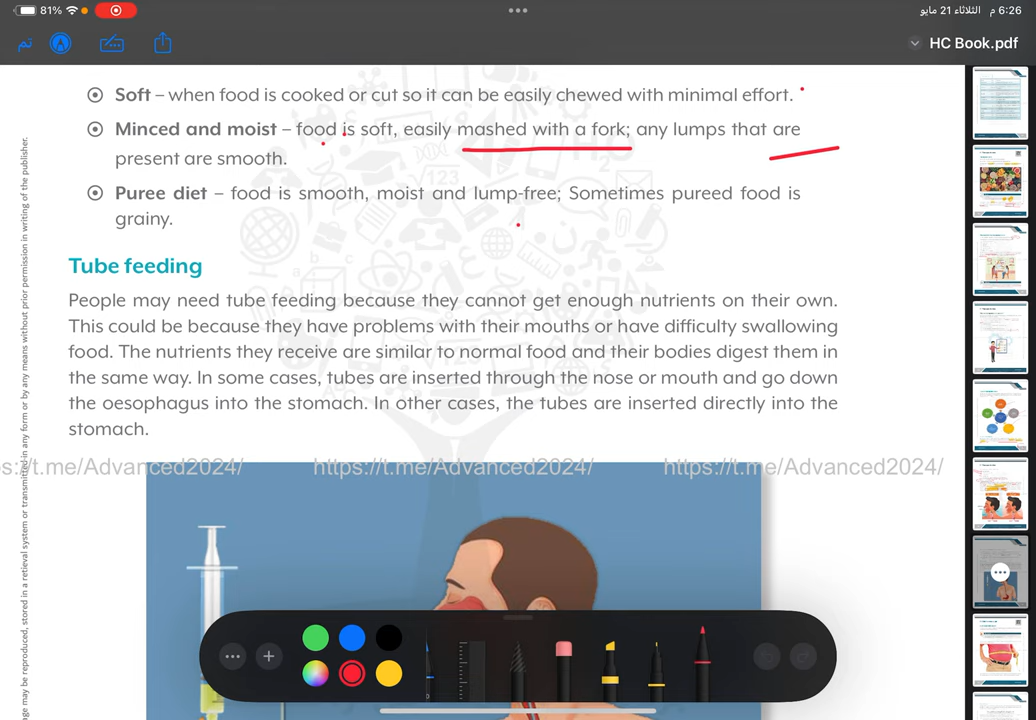 81%
6:26 م الثلاثاء 21 مايو
تم
HC Book.pdf
Soft – when food is cooked or cut so it can be easily chewed with minimal effort.
Minced and moist – food is soft, easily mashed with a fork; any lumps that are
present are smooth.
Puree diet – food is smooth, moist and lump-free; Sometimes pureed food is
grainy.
Tube feeding
People may need tube feeding because they cannot get enough nutrients on their own.
This could be because they have problems with their mouths or have difficulty swallowing
food. The nutrients they receive are similar to normal food and their bodies digest them in
the same way. In some cases, tubes are inserted through the nose or mouth and go down
the oesophagus into the stomach. In other cases, the tubes are inserted directly into the
stomach.
s://t.me/Advanced2024/ https://t.me/Advanced2024/ https://t.me/Advanced2024/
age may be reproduced, stored in a retieval system or transmitted in any form or by any means without prior permission in writing of the publisher.